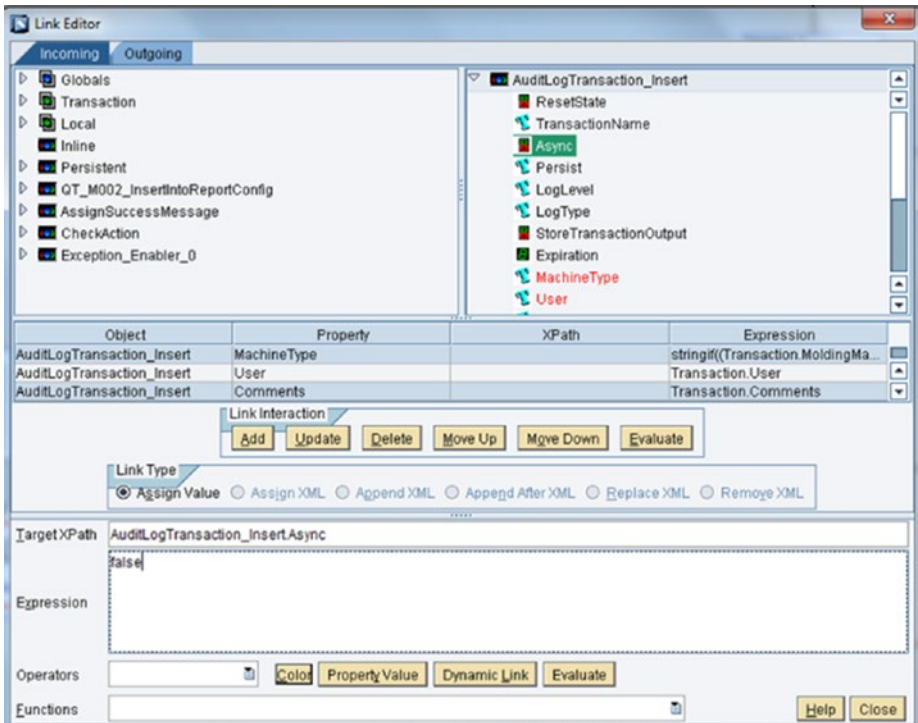 Link Editor
Incoming Outgoing
Globals
Transaction
Local
Inline
Persistent
QT_M002_InsertIntoReportConfig
AssignSuccessMessage
CheckAction
Exception_Enabler_0
AuditLogTransaction_Insert
ResetState
TransactionName
Async
Persist
LogLevel
LogType
StoreTransactionOutput
Expiration
MachineType
User
Object Property XPath Expression
AuditLogTransaction_Insert MachineType stringif((Transaction.MoldingMa...
AuditLogTransaction_Insert User Transaction.User
AuditLogTransaction_Insert Comments Transaction.Comments
Link Interaction
Add Update Delete Move Up Move Down Evaluate
Link Type
Assign Value Assign XML Append XML Append After XML Replace XML Remove XML
Target XPath AuditLogTransaction_Insert.Async
Expression false
Operators Color Property Value Dynamic Link Evaluate
Functions Help Close